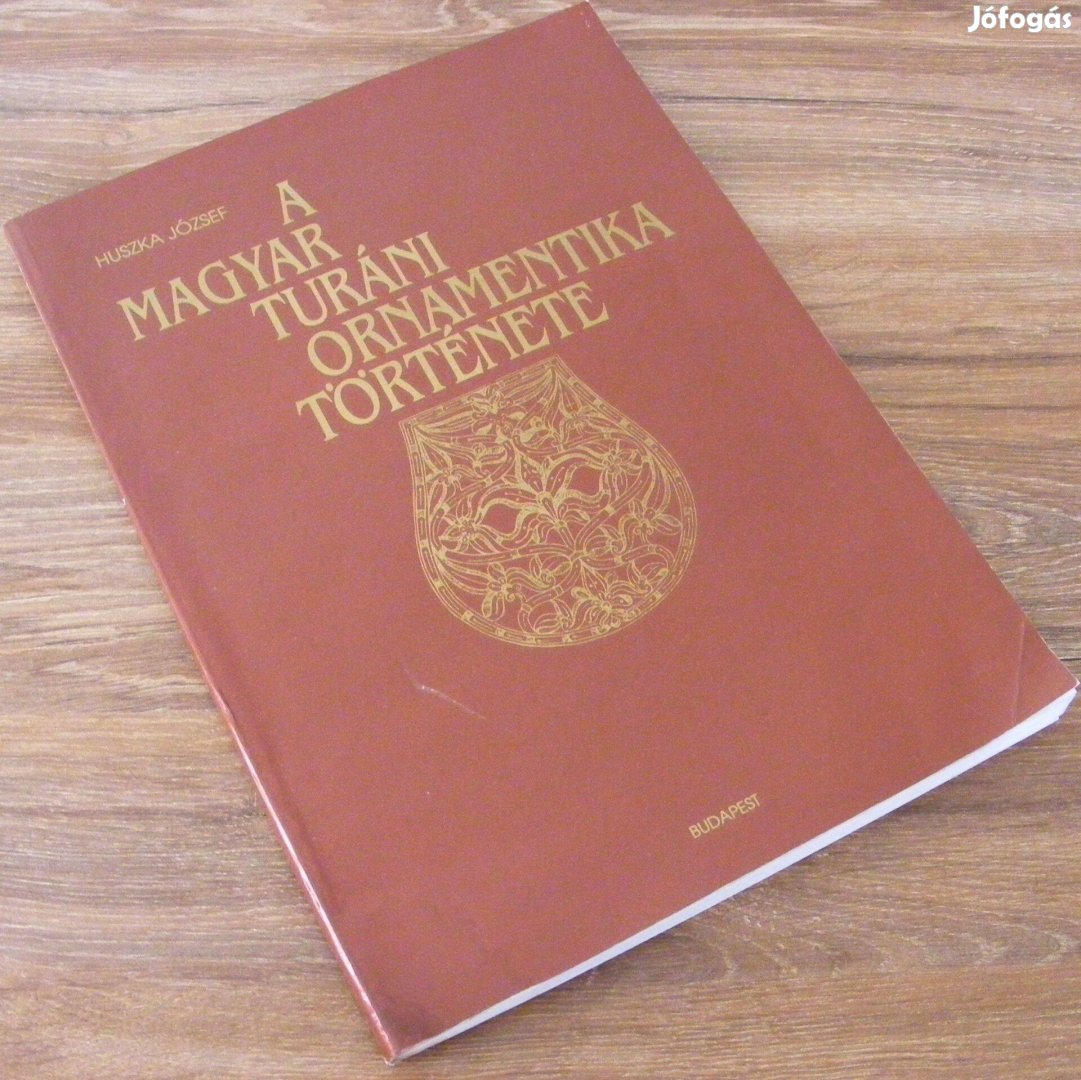 Jófogás
HUSZKA JÓZSEF
A
MAGYAR
TURÁNI
ORNAMENTIKA
TÖRTÉNETE
BUDAPEST